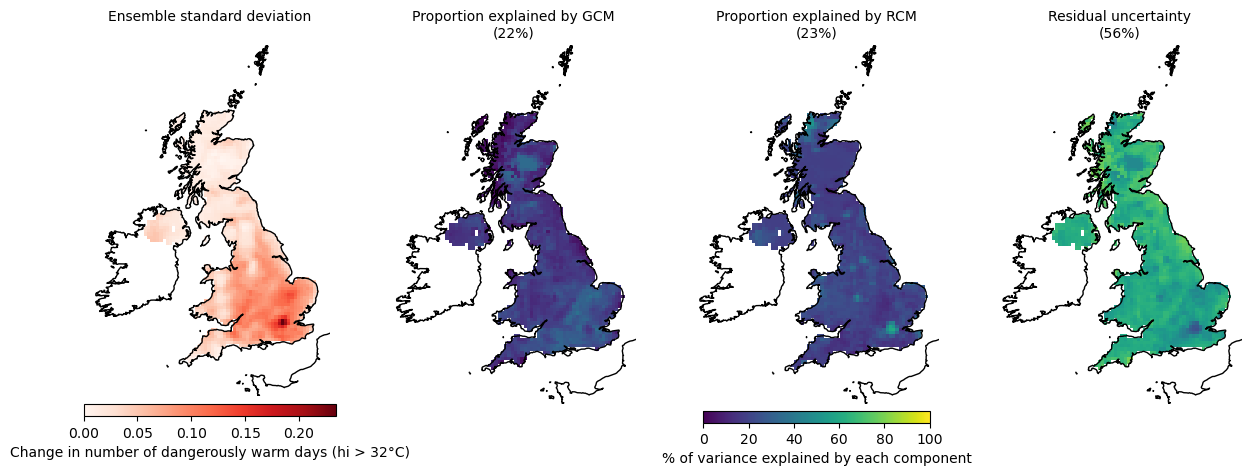 Ensemble standard deviation
Proportion explained by GCM
(22%)
Proportion explained by RCM
(23%)
Residual uncertainty
(56%)
0.00 0.05 0.10 0.15 0.20
Change in number of dangerously warm days (hi > 32°C)
0 20 40 60 80 100
% of variance explained by each component